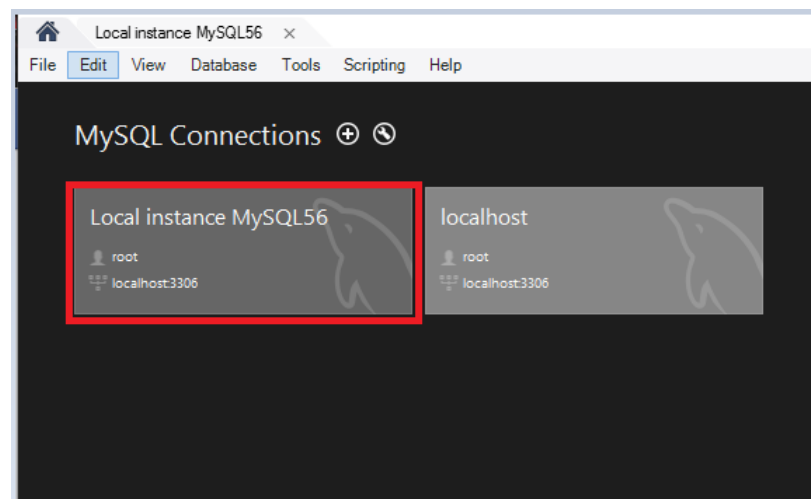 Local instance MySQL56 ×
File Edit View Database Tools Scripting Help
MySQL Connections
Local instance MySQL56
root
localhost:3306
localhost
root
localhost:3306